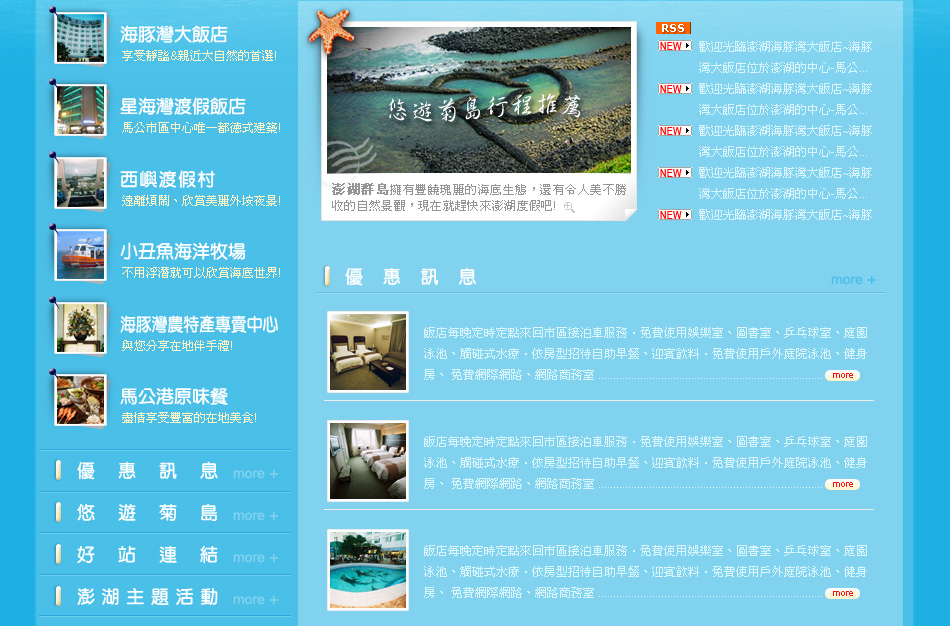 海豚灣大飯店
享受靜謐&親近大自然的首選!
星海灣渡假飯店
馬公市區中心唯一都德式建築!
西嶼渡假村
遠離煩鬧、欣賞美麗外垵夜景!
小丑魚海洋牧場
不用浮潛就可以欣賞海底世界!
海豚灣農特產專賣中心
與您分享在地伴手禮!
馬公港原味餐
盡情享受豐富的在地美食!
優惠訊息 more +
悠遊菊島 more +
好站連結 more +
澎湖主題活動 more +
悠遊菊島行程推薦
澎湖群島擁有豐饒瑰麗的海底生態，還有令人美不勝
收的自然景觀，現在就趕快來澎湖度假吧!
RSS
NEW 歡迎光臨澎湖海豚灣大飯店~海豚
灣大飯店位於澎湖的中心-馬公...
NEW 歡迎光臨澎湖海豚灣大飯店~海豚
灣大飯店位於澎湖的中心-馬公...
NEW 歡迎光臨澎湖海豚灣大飯店~海豚
灣大飯店位於澎湖的中心-馬公...
NEW 歡迎光臨澎湖海豚灣大飯店~海豚
灣大飯店位於澎湖的中心-馬公...
NEW 歡迎光臨澎湖海豚灣大飯店~海豚
優惠訊息 more +
飯店每晚定時定點來回市區接泊車服務．免費使用娛樂室、圖書室、乒乓球室、庭園
泳池、觸碰式水療．依房型招待自助早餐、迎賓飲料．免費使用戶外庭院泳池、健身
房、 免費網際網路、網路商務室 more
飯店每晚定時定點來回市區接泊車服務．免費使用娛樂室、圖書室、乒乓球室、庭園
泳池、觸碰式水療．依房型招待自助早餐、迎賓飲料．免費使用戶外庭院泳池、健身
房、 免費網際網路、網路商務室 more
飯店每晚定時定點來回市區接泊車服務．免費使用娛樂室、圖書室、乒乓球室、庭園
泳池、觸碰式水療．依房型招待自助早餐、迎賓飲料．免費使用戶外庭院泳池、健身
房、 免費網際網路、網路商務室 more